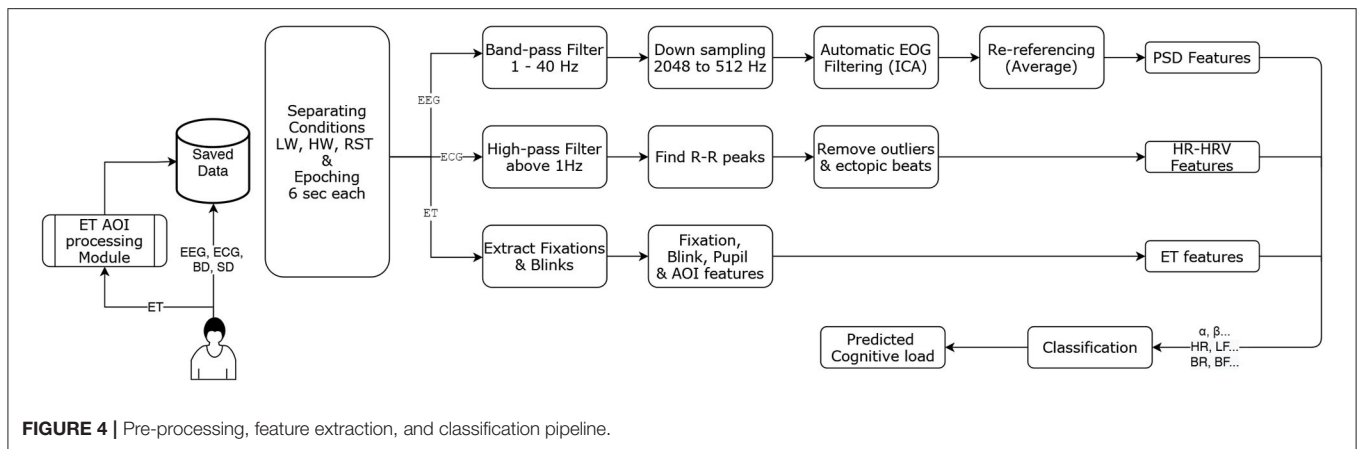 Saved
Data
ET AOI
processing
Module
EEG, ECG,
BD, SD
ET
Separating
Conditions
LW, HW, RST
&
Epoching
6 sec each
EEG
Band-pass Filter
1 - 40 Hz
Down sampling
2048 to 512 Hz
Automatic EOG
Filtering (ICA)
Re-referencing
(Average)
PSD Features
ECG
High-pass Filter
above 1Hz
Find R-R peaks
Remove outliers
& ectopic beats
HR-HRV
Features
ET
Extract Fixations
& Blinks
Fixation,
Blink, Pupil
& AOI features
ET features
α, β...
HR, LF...
BR, BF...
Classification
Predicted
Cognitive load
FIGURE 4 | Pre-processing, feature extraction, and classification pipeline.